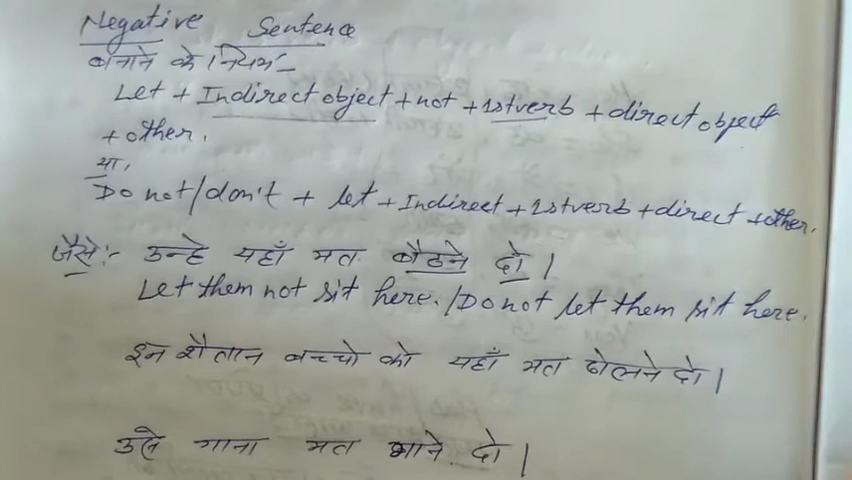 Negative Sentence
बनाने के नियम-
Let + Indirect object + not + 1st verb + direct object
+ other.
या,
Do not/don't + let + Indirect + 1st verb + direct + other.
जैसे:- उन्हे यहाँ मत बैठने दो।
Let them not sit here. / Do not let them sit here.
इन शैतान बच्चो को यहाँ मत खेलने दो।
उसे गाना मत गाने दो।